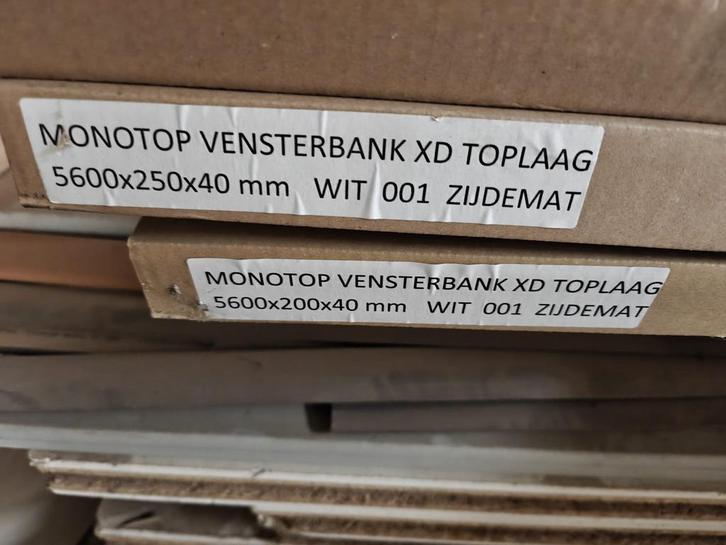 MONOTOP VENSTERBANK XD TOPLAAG
5600x250x40 mm WIT 001 ZIJDEMAT
MONOTOP VENSTERBANK XD TOPLAAG
5600x200x40 mm WIT 001 ZIJDEMAT